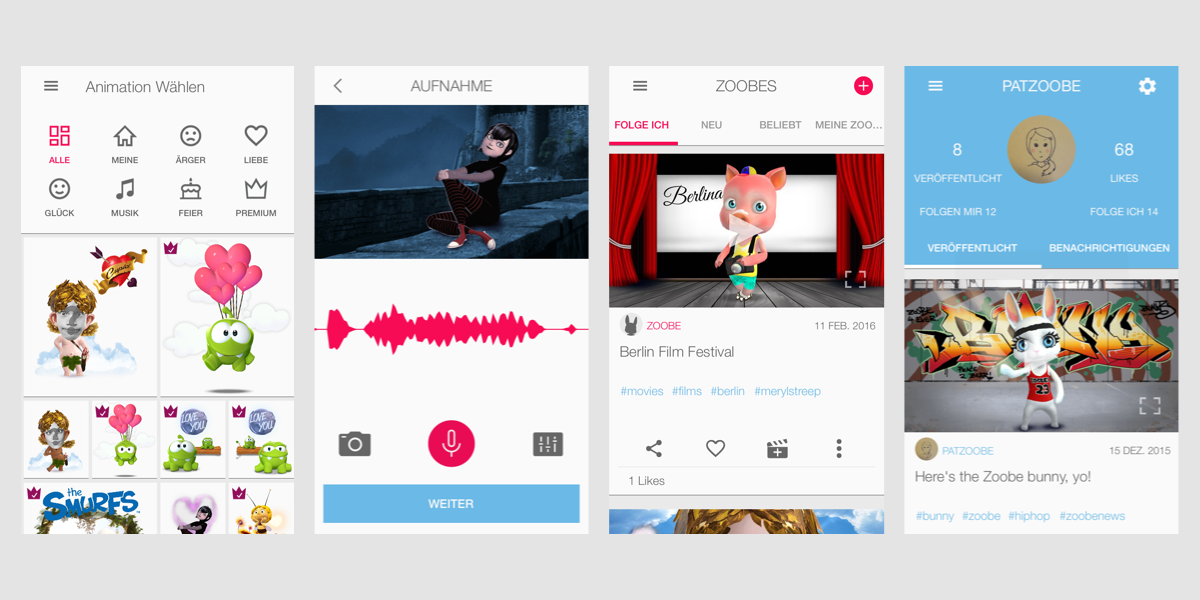 Animation Wählen
ALLE
MEINE
ÄRGER
LIEBE
GLÜCK
MUSIK
FEIER
PREMIUM
Cupid
LOVE YOU
LOVE YOU
the SMURFS
AUFNAHME
WEITER
ZOOBES
FOLGE ICH
NEU
BELIEBT
MEINE ZOO...
Berlina
ZOOBE
11 FEB. 2016
Berlin Film Festival
#movies #films #berlin #merylstreep
1 Likes
PATZOOBE
8
68
VERÖFFENTLICHT
LIKES
FOLGEN MIR 12
FOLGE ICH 14
VERÖFFENTLICHT
BENACHRICHTIGUNGEN
23
PATZOOBE
15 DEZ. 2015
Here's the Zoobe bunny, yo!
#bunny #zoobe #hiphop #zoobenews